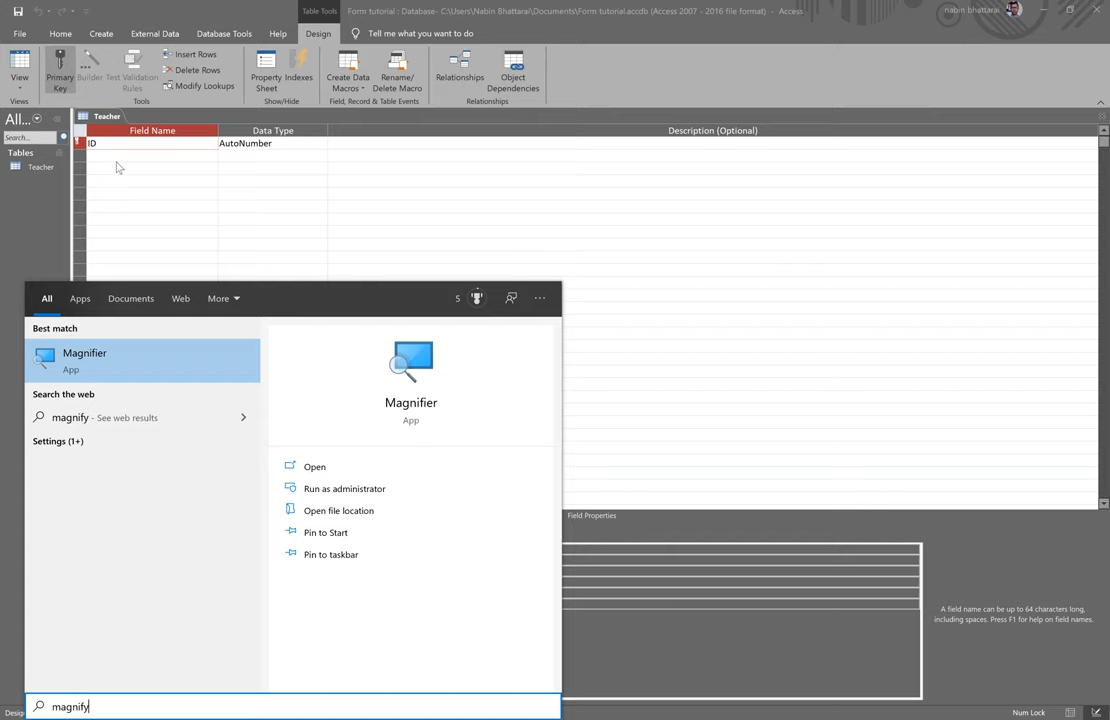 Table Tools
Form tutorial : Database- C:\Users\Nabin Bhattarai\Documents\Form tutorial.accdb (Access 2007 - 2016 file format) - Access
nabin bhattarai
File Home Create External Data Database Tools Help Design Tell me what you want to do
View
Primary Key
Builder
Test Validation Rules
Insert Rows
Delete Rows
Modify Lookups
Property Sheet
Indexes
Create Data Macros
Rename/ Delete Macro
Relationships
Object Dependencies
Views Tools Show/Hide Field, Record & Table Events Relationships
All...
Search...
Tables
Teacher
Teacher
Field Name Data Type Description (Optional)
ID AutoNumber
All Apps Documents Web More 5
Best match
Magnifier
App
Search the web
magnify - See web results
Settings (1+)
Magnifier
App
Open
Run as administrator
Open file location
Pin to Start
Pin to taskbar
magnify
Field Properties
A field name can be up to 64 characters long,
including spaces. Press F1 for help on field names.
Desig
Num Lock